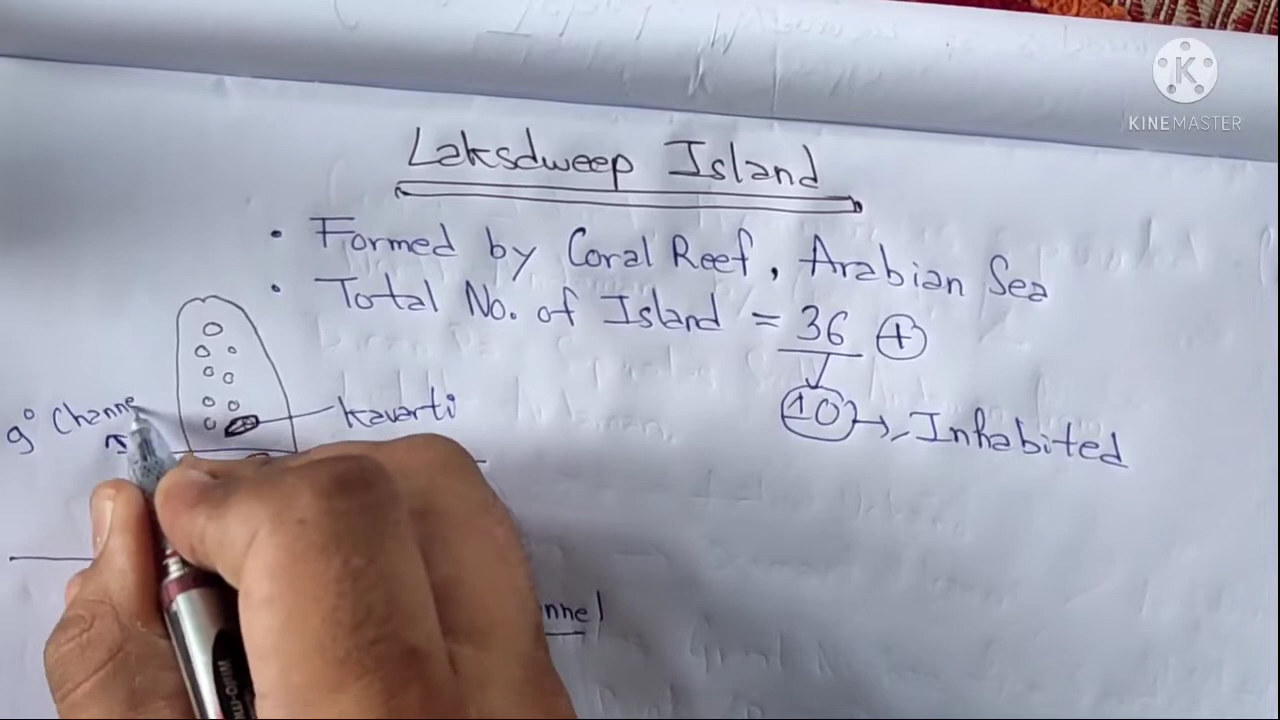 KINEMASTER
Laksdweep Island
• Formed by Coral Reef, Arabian Sea
• Total No. of Island = 36 +
10 → Inhabited
9° Channe
Kavarti
nnel